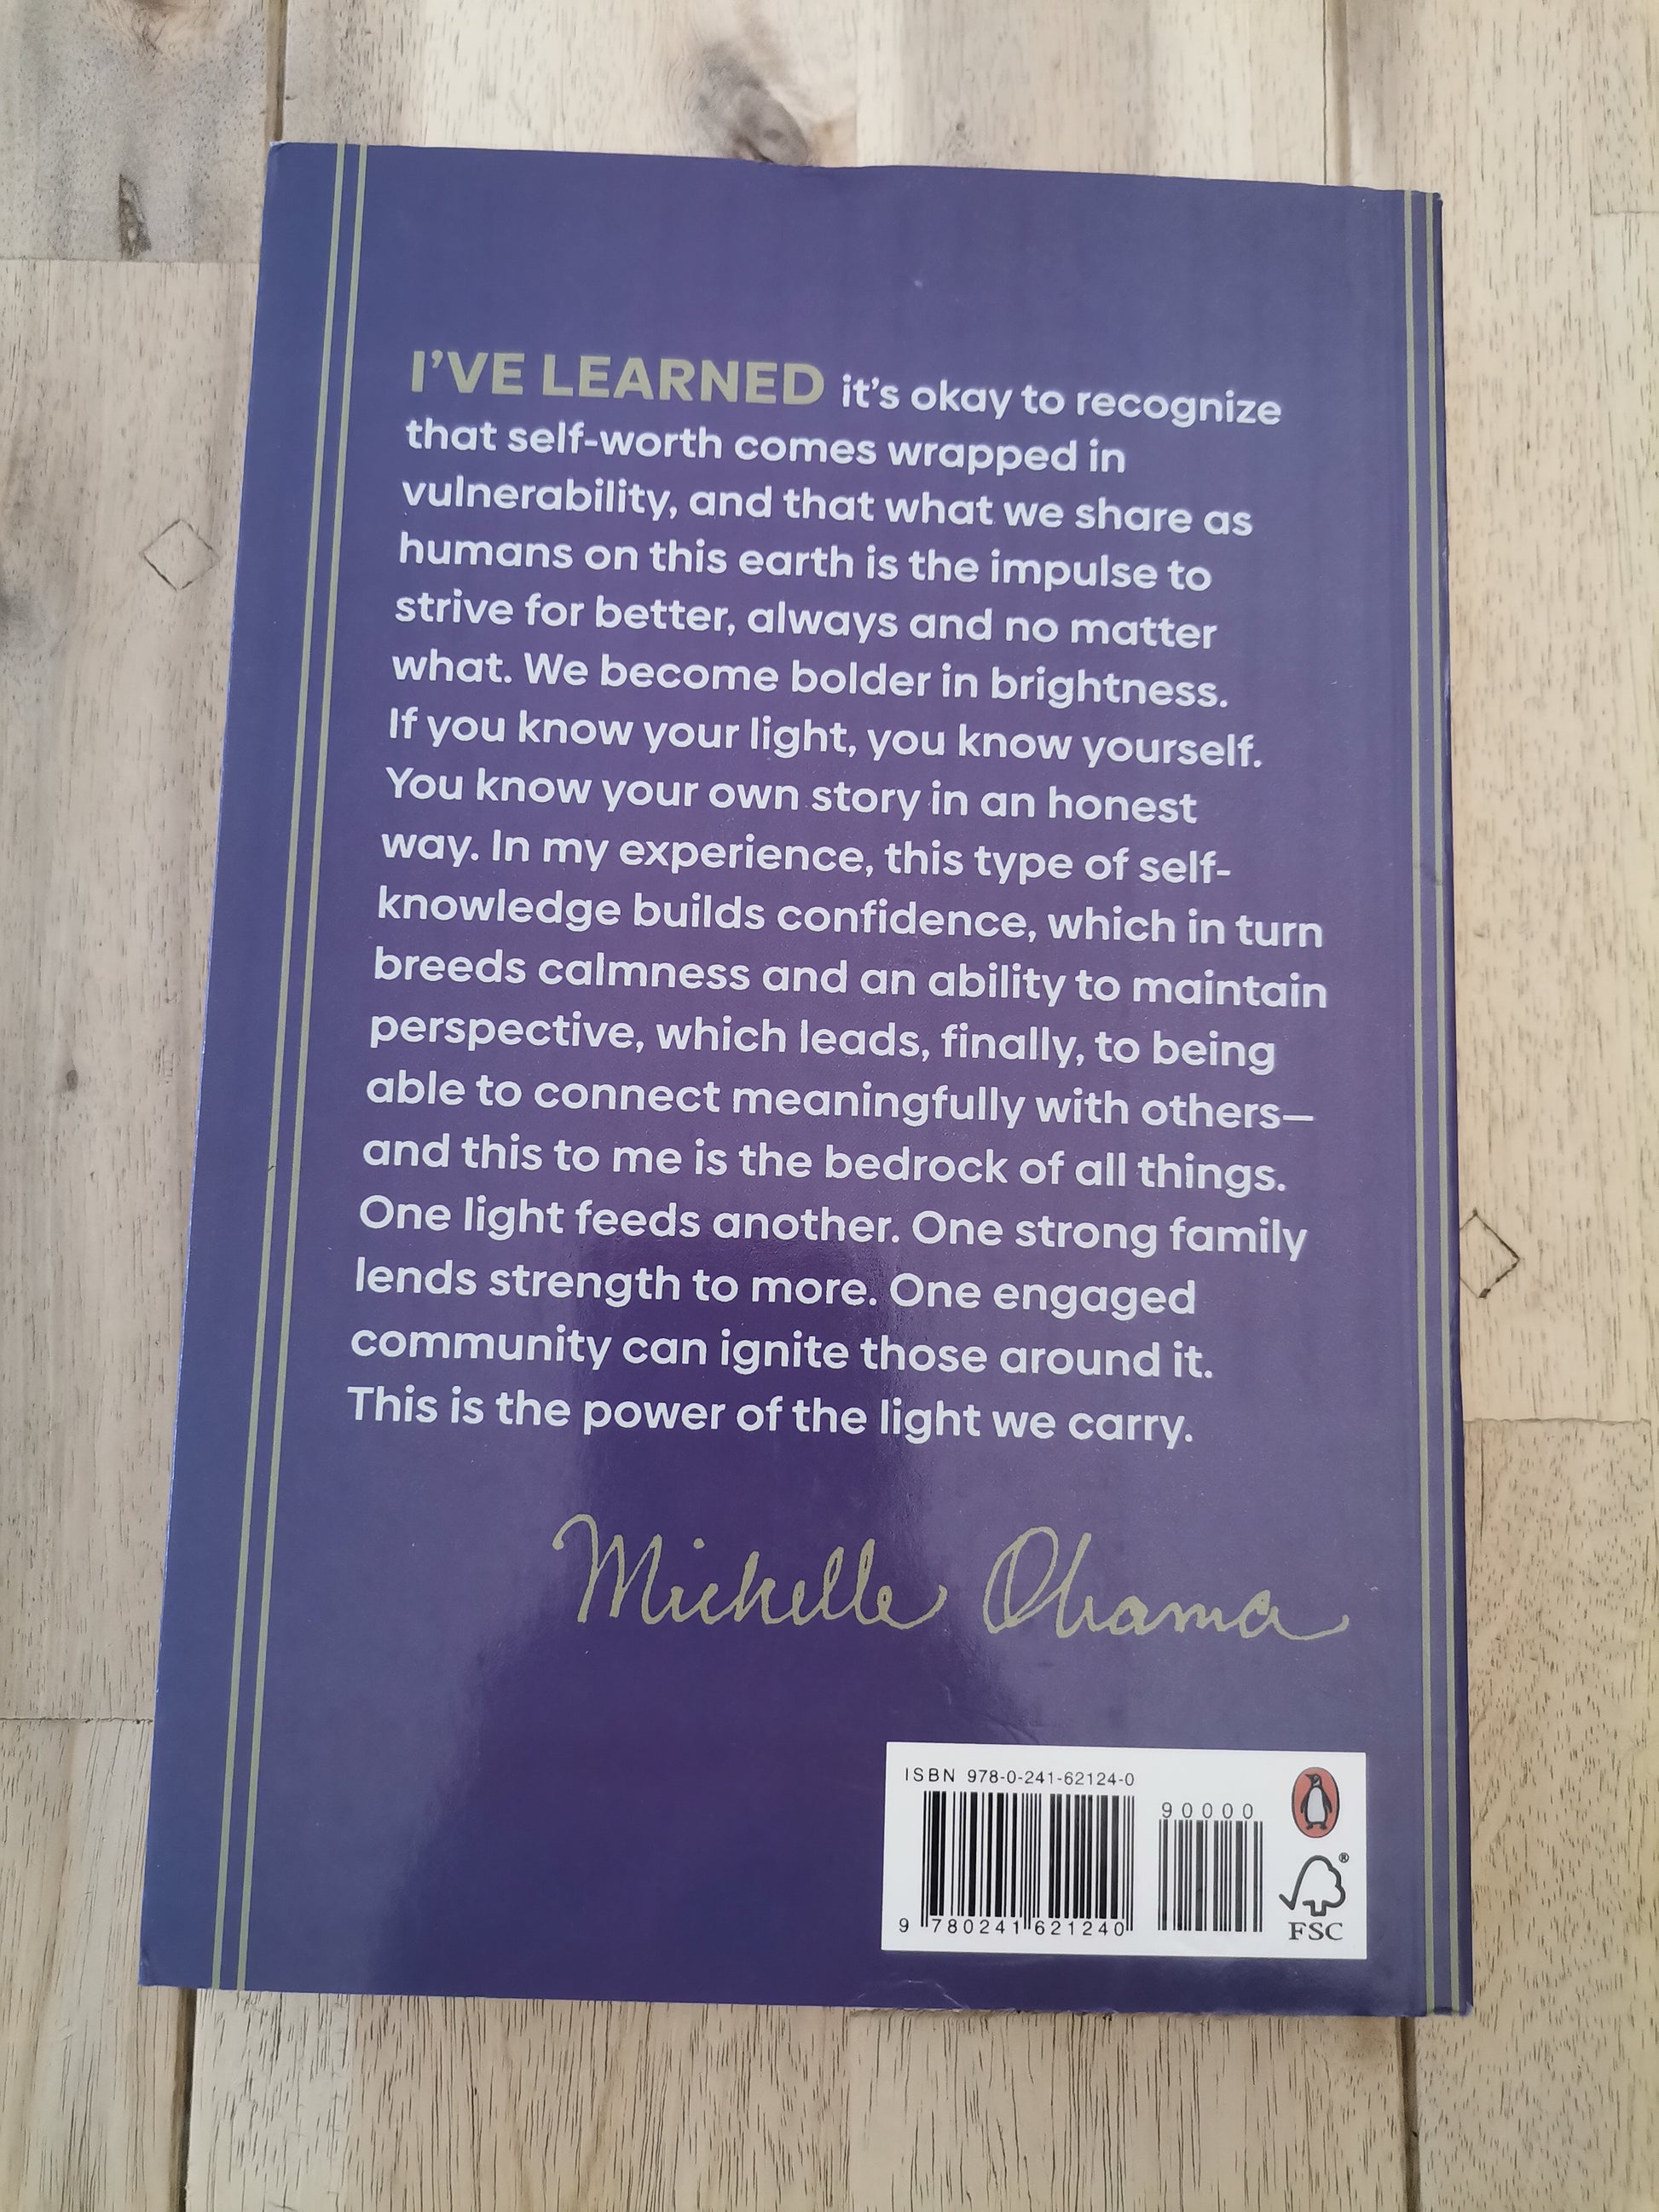 I'VE LEARNED it's okay to recognize
that self-worth comes wrapped in
vulnerability, and that what we share as
humans on this earth is the impulse to
strive for better, always and no matter
what. We become bolder in brightness.
If you know your light, you know yourself.
You know your own story in an honest
way. In my experience, this type of self-
knowledge builds confidence, which in turn
breeds calmness and an ability to maintain
perspective, which leads, finally, to being
able to connect meaningfully with others—
and this to me is the bedrock of all things.
One light feeds another. One strong family
lends strength to more. One engaged
community can ignite those around it.
This is the power of the light we carry.
Michelle Obama
ISBN 978-0-241-62124-0
90000
9 780241 621240
®
FSC